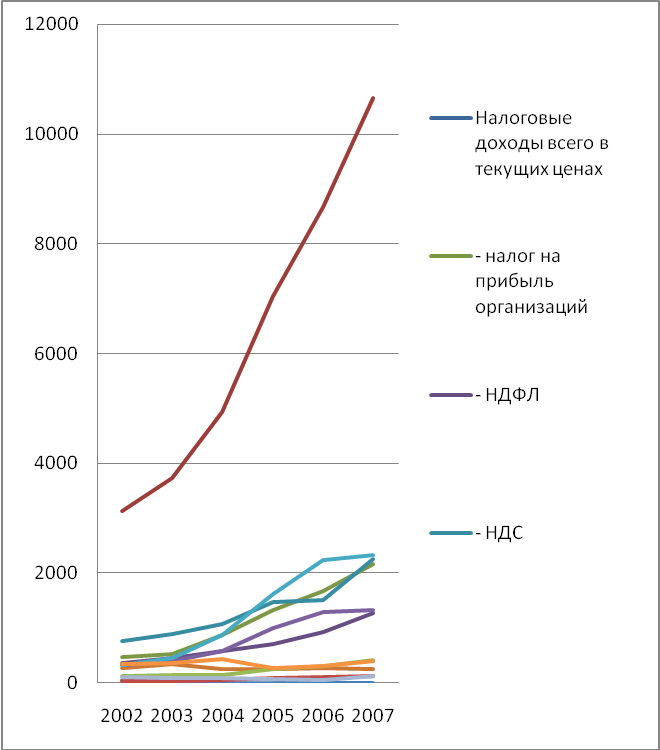 12000
10000
8000
6000
4000
2000
0
2002 2003 2004 2005 2006 2007
Налоговые
доходы всего в
текущих ценах
- налог на
прибыль
организаций
- НДФЛ
- НДС